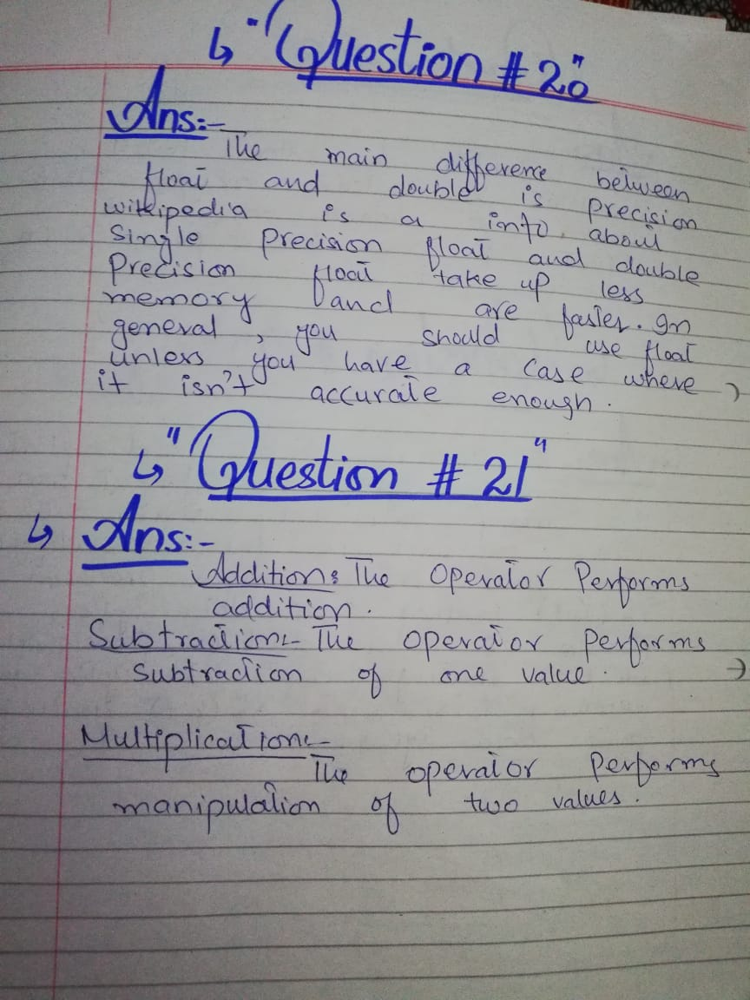 ↳ "Question # 20"
Ans:-
The main difference between
float and double is precision
wikipedia is a info. about
Single precision float and double
Precision float take up less
memory and are faster. In
general, you should use float
unless you have a case where
it isn't accurate enough.
↳ "Question # 21"
↳ Ans:-
Addition: The operator Performs
addition.
Subtraction:- The operator performs
Subtraction of one value.
Multiplication:-
The operator performs
manipulation of two values.